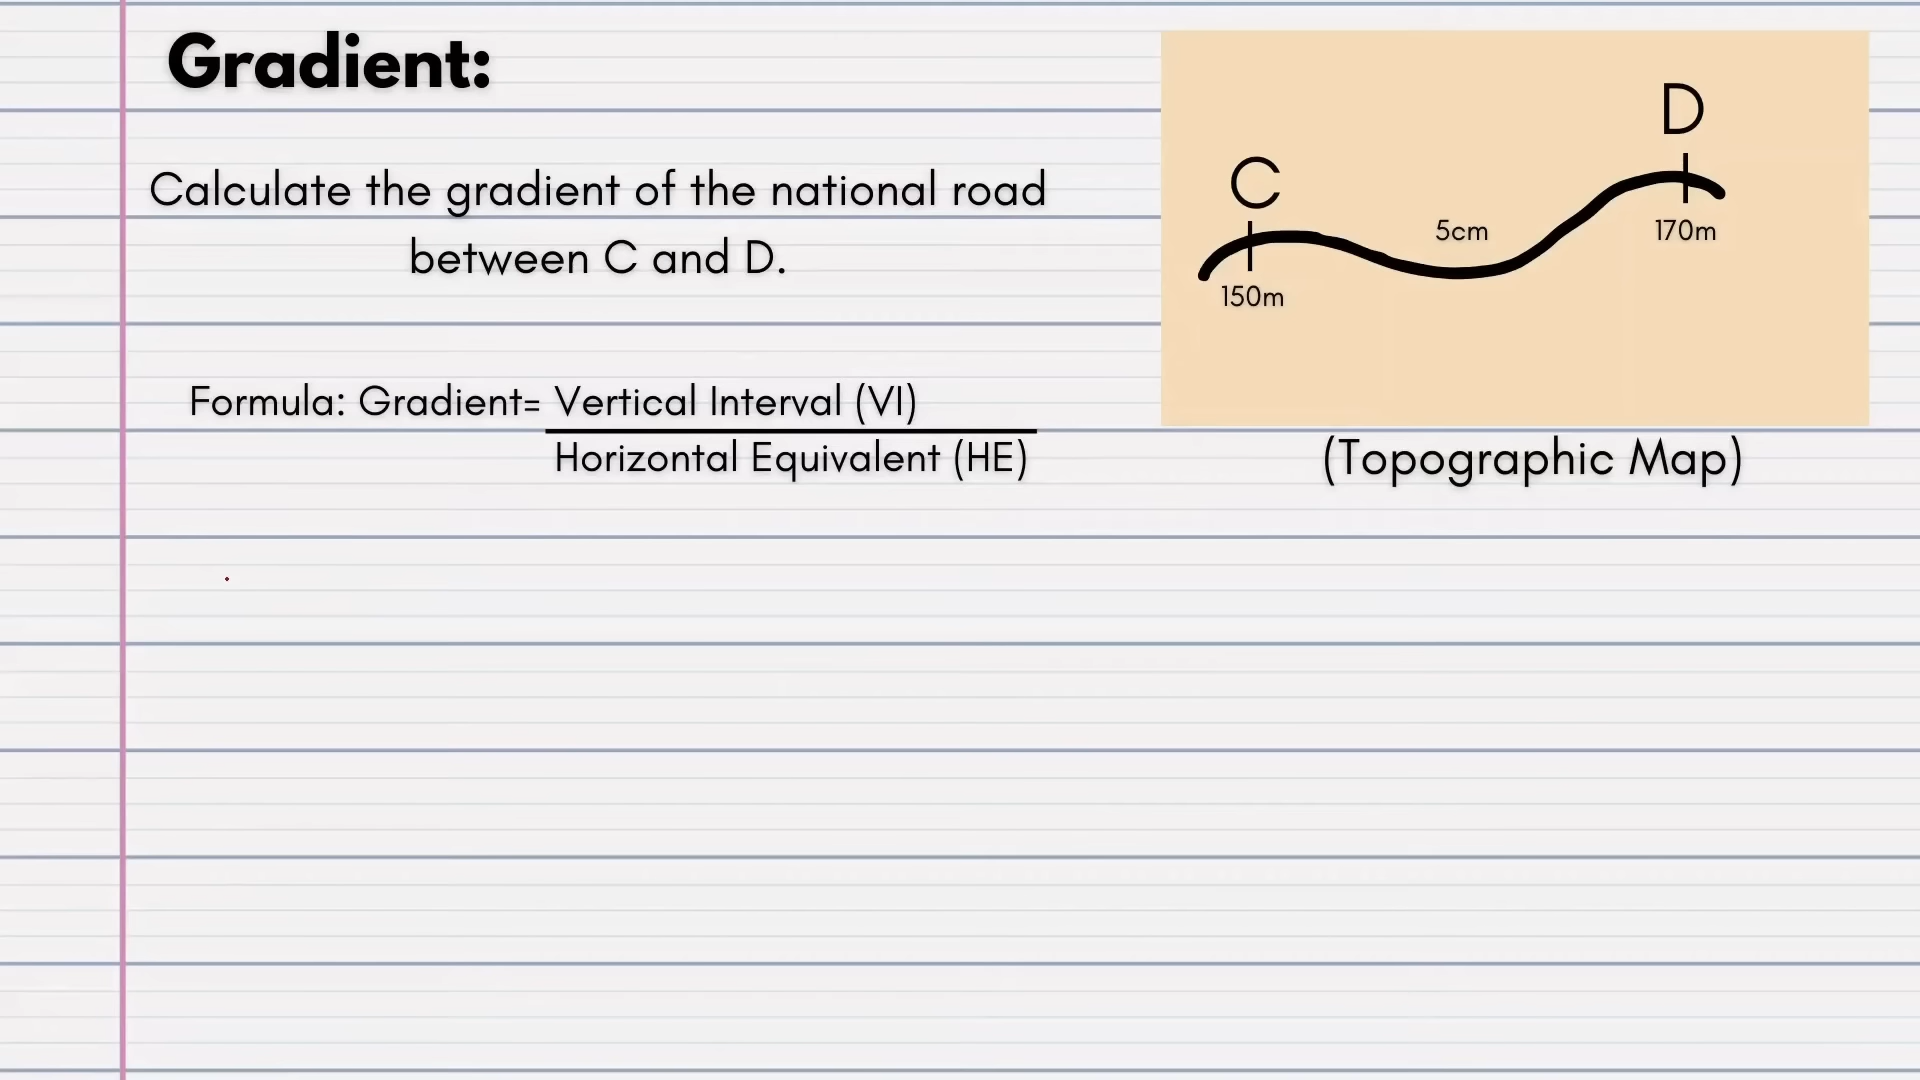 Gradient:
Calculate the gradient of the national road
between C and D.
Formula: Gradient= Vertical Interval (VI)
Horizontal Equivalent (HE)
D
C
5cm
170m
150m
(Topographic Map)